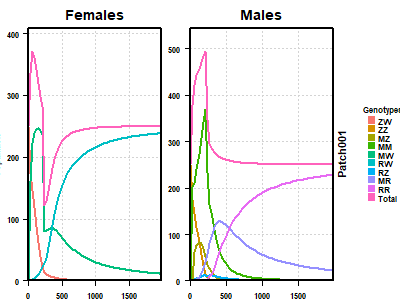 Females
Males
400
300
200
100
0
0
500
1000
1500
500
400
300
200
100
0
0
500
1000
1500
Patch001
Genotypes
ZW
ZZ
MZ
MM
MW
RW
RZ
MR
RR
Total